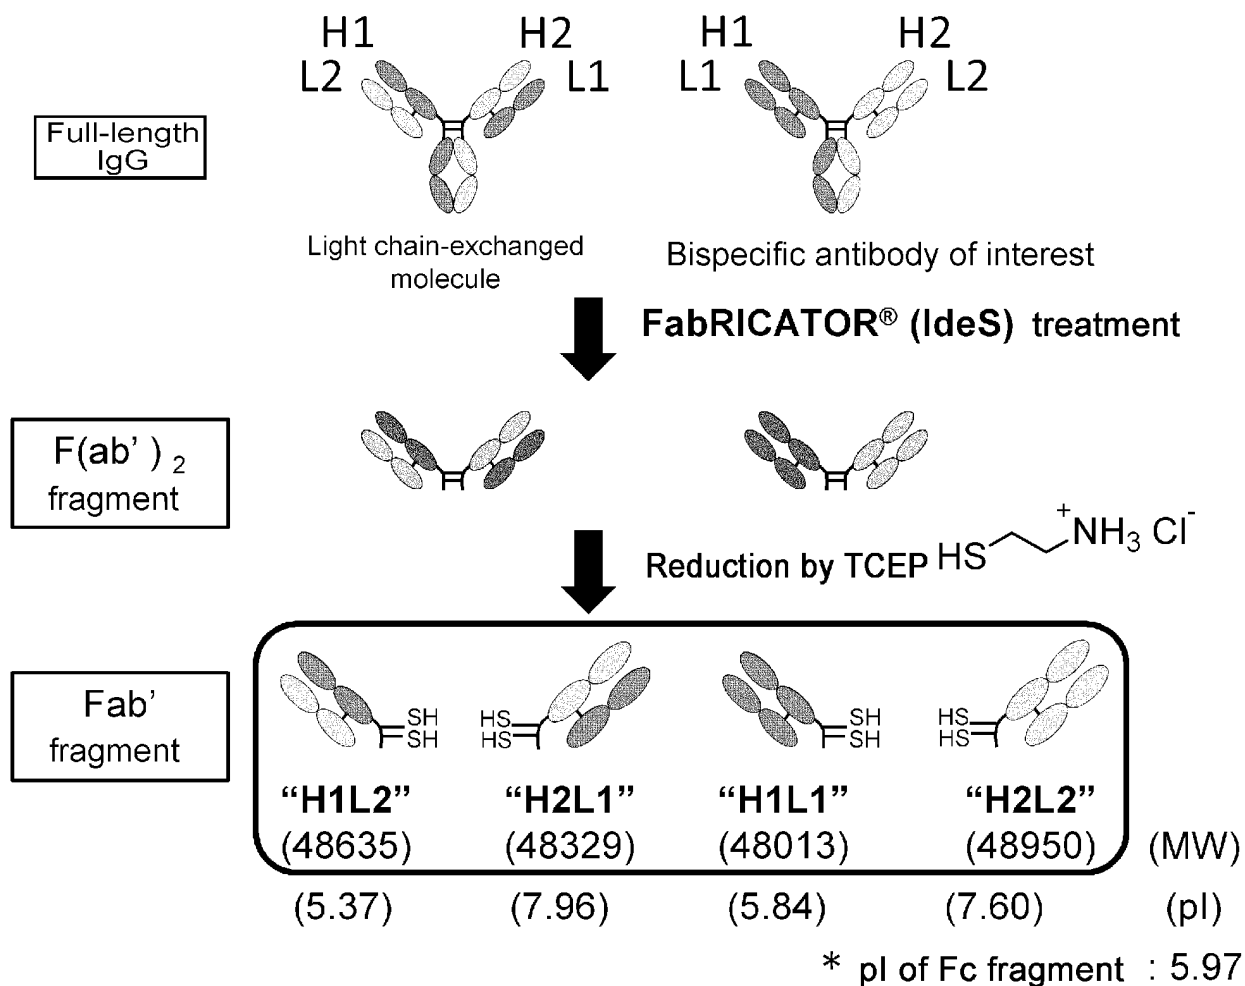 H1
H2
H1
H2
L2
L1
L1
L2
Full-length
IgG
Light chain-exchanged
molecule
Bispecific antibody of interest
FabRICATOR® (IdeS) treatment
F(ab' ) 2
fragment
Reduction by TCEP
HS
+
NH3 Cl-
Fab'
fragment
SH
SH
HS
HS
SH
SH
HS
HS
“H1L2” “H2L1” “H1L1” “H2L2”
(48635) (48329) (48013) (48950) (MW)
(5.37) (7.96) (5.84) (7.60) (pI)
* pI of Fc fragment : 5.97